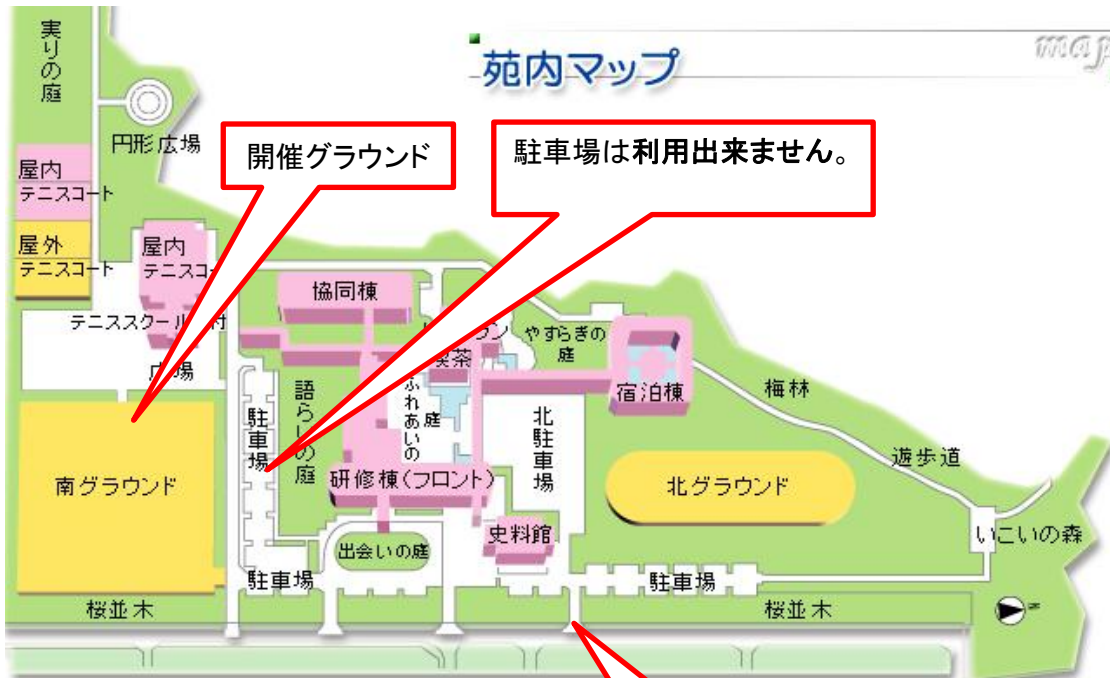 苑内マップ
map
実りの庭
円形広場
開催グラウンド
駐車場は利用出来ません。
屋内
テニスコート
屋外
テニスコート
屋内
テニスコー
テニススクール
付
広場
協同棟
ン
喫茶
やすらぎの
庭
宿泊棟
梅林
遊歩道
語らいの庭
ふれあいの
庭
北駐車場
駐車場
南グラウンド
研修棟(フロント)
北グラウンド
史料館
いこいの森
出会いの庭
駐車場
駐車場
桜並木
桜並木